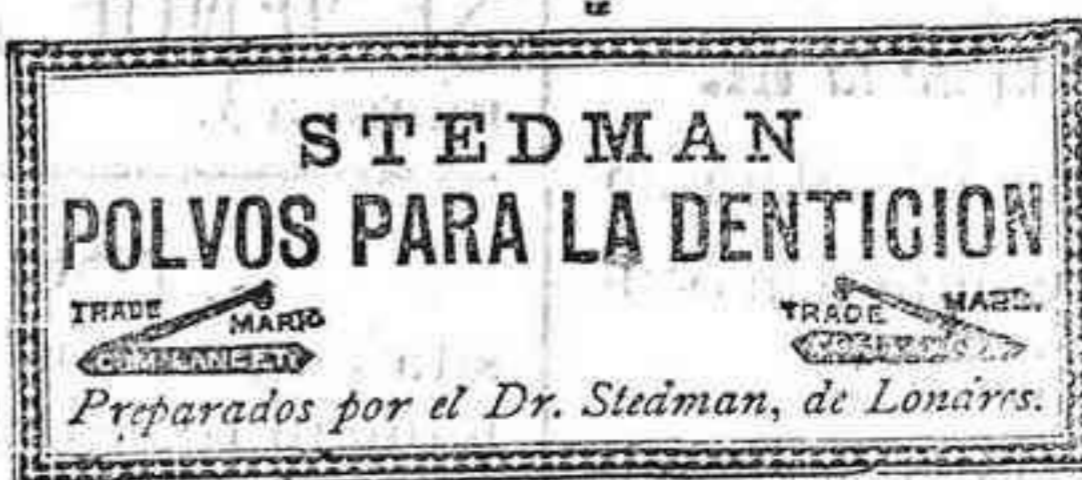 STEDMAN
POLVOS PARA LA DENTICION
TRADE MARK
TRADE MARK.
Preparados por el Dr. Stedman, de Londres.